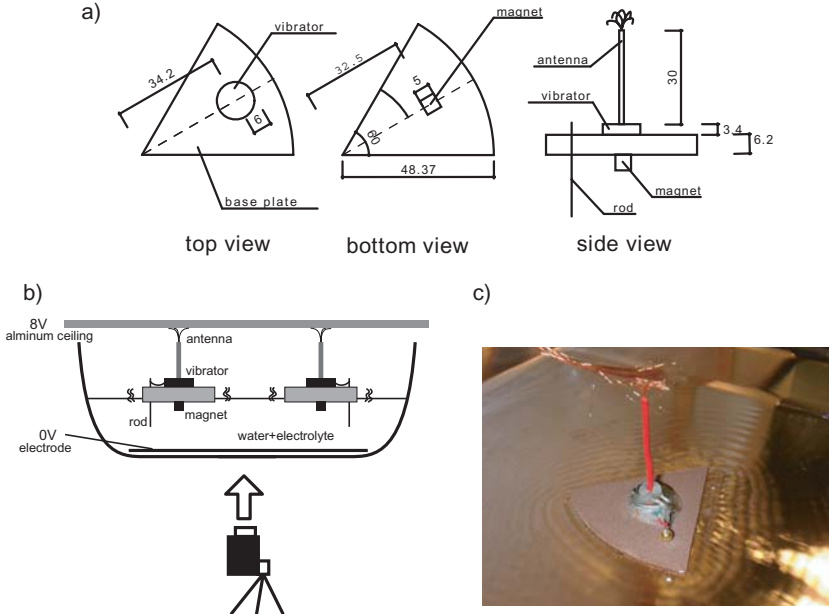 a)
vibrator
34.2
6
base plate
top view
magnet
32.5
5
60
48.37
bottom view
antenna
30
vibrator
3.4
6.2
magnet
rod
side view
b)
8V
alminum ceiling
antenna
vibrator
magnet
rod
0V
electrode
water+electrolyte
c)